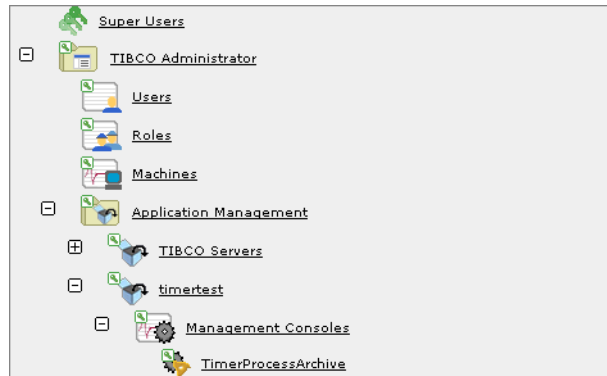 Super Users
TIBCO Administrator
Users
Roles
Machines
Application Management
TIBCO Servers
timertest
Management Consoles
TimerProcessArchive